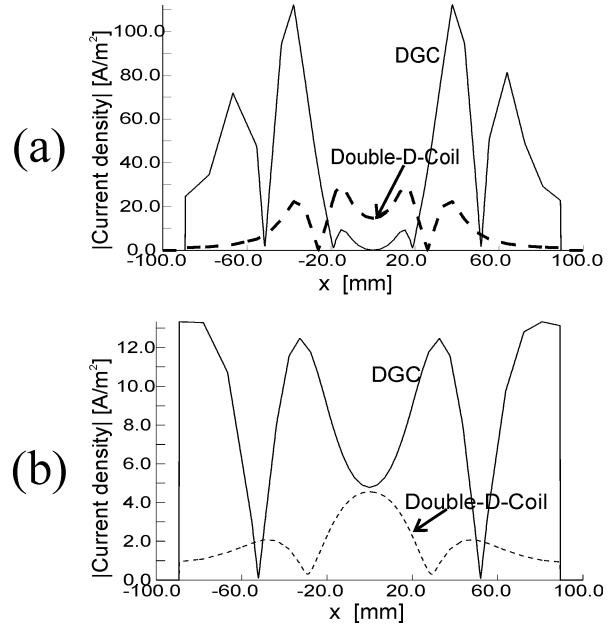 (a)
|Current density| [A/m²]
100.0
80.0
60.0
40.0
20.0
0.0
DGC
Double-D-Coil
-100.0 -60.0 -20.0 20.0 60.0 100.0
x [mm]
(b)
|Current density| [A/m²]
12.0
10.0
8.0
6.0
4.0
2.0
0.0
DGC
Double-D-Coil
-100.0 -60.0 -20.0 20.0 60.0 100.0
x [mm]